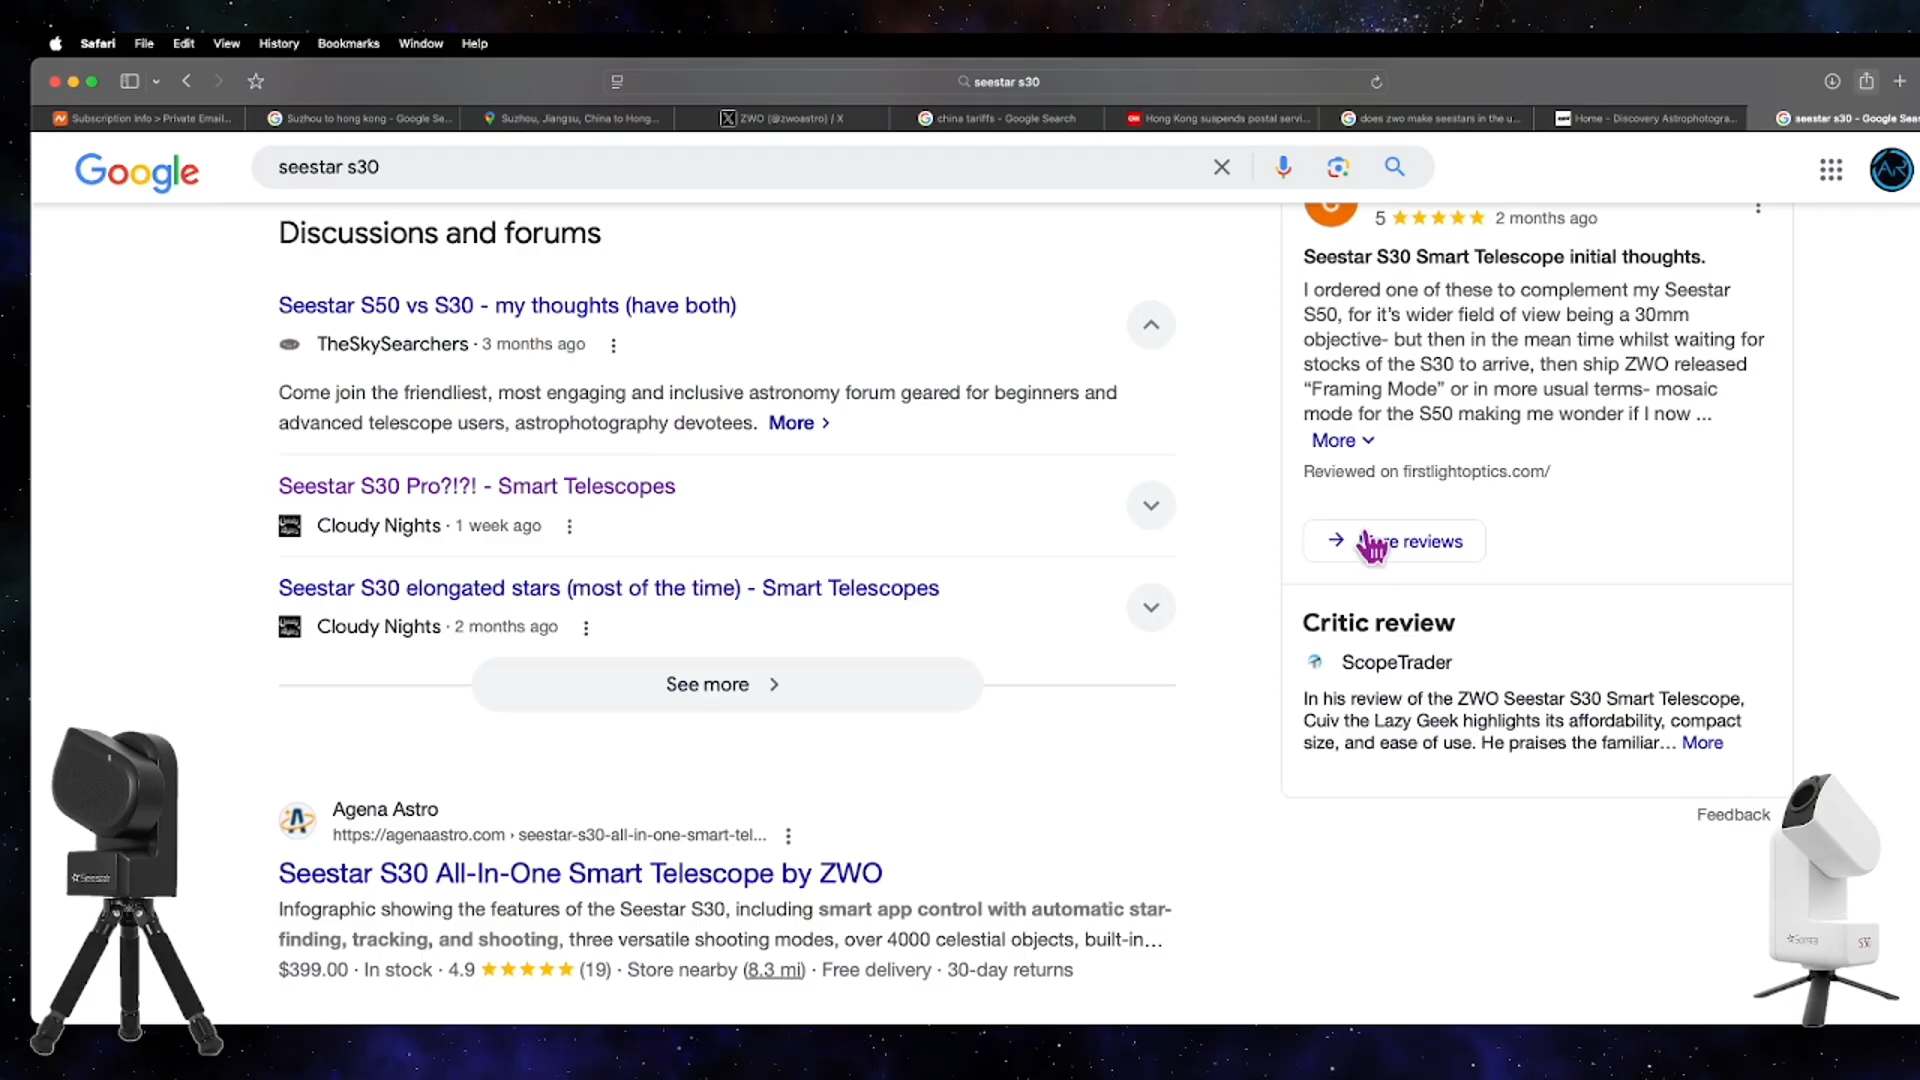 Safari File Edit View History Bookmarks Window Help
seestar s30
Subscription Info > Private Email...
Suzhou to hong kong - Google Se...
Suzhou, Jiangsu, China to Hong...
ZWO (@zwoastro) / X
china tariffs - Google Search
Hong Kong suspends postal servi...
does zwo make seestars in the u...
Home - Discovery Astrophotogra...
seestar s30 - Google Sea
Google
seestar s30
AR
Discussions and forums
Seestar S50 vs S30 - my thoughts (have both)
TheSkySearchers · 3 months ago
Come join the friendliest, most engaging and inclusive astronomy forum geared for beginners and
advanced telescope users, astrophotography devotees. More >
Seestar S30 Pro?!?! - Smart Telescopes
Cloudy Nights · 1 week ago
Seestar S30 elongated stars (most of the time) - Smart Telescopes
Cloudy Nights · 2 months ago
See more >
Agena Astro
https://agenaastro.com › seestar-s30-all-in-one-smart-tel...
Seestar S30 All-In-One Smart Telescope by ZWO
Infographic showing the features of the Seestar S30, including smart app control with automatic star-
finding, tracking, and shooting, three versatile shooting modes, over 4000 celestial objects, built-in...
$399.00 · In stock · 4.9 ★★★★★ (19) · Store nearby (8.3 mi) · Free delivery · 30-day returns
5 ★★★★★ 2 months ago
Seestar S30 Smart Telescope initial thoughts.
I ordered one of these to complement my Seestar
S50, for it's wider field of view being a 30mm
objective- but then in the mean time whilst waiting for
stocks of the S30 to arrive, then ship ZWO released
"Framing Mode" or in more usual terms- mosaic
mode for the S50 making me wonder if I now ...
More
Reviewed on firstlightoptics.com/
reviews
Critic review
ScopeTrader
In his review of the ZWO Seestar S30 Smart Telescope,
Cuiv the Lazy Geek highlights its affordability, compact
size, and ease of use. He praises the familiar... More
Feedback
Seestar
Seestar S30